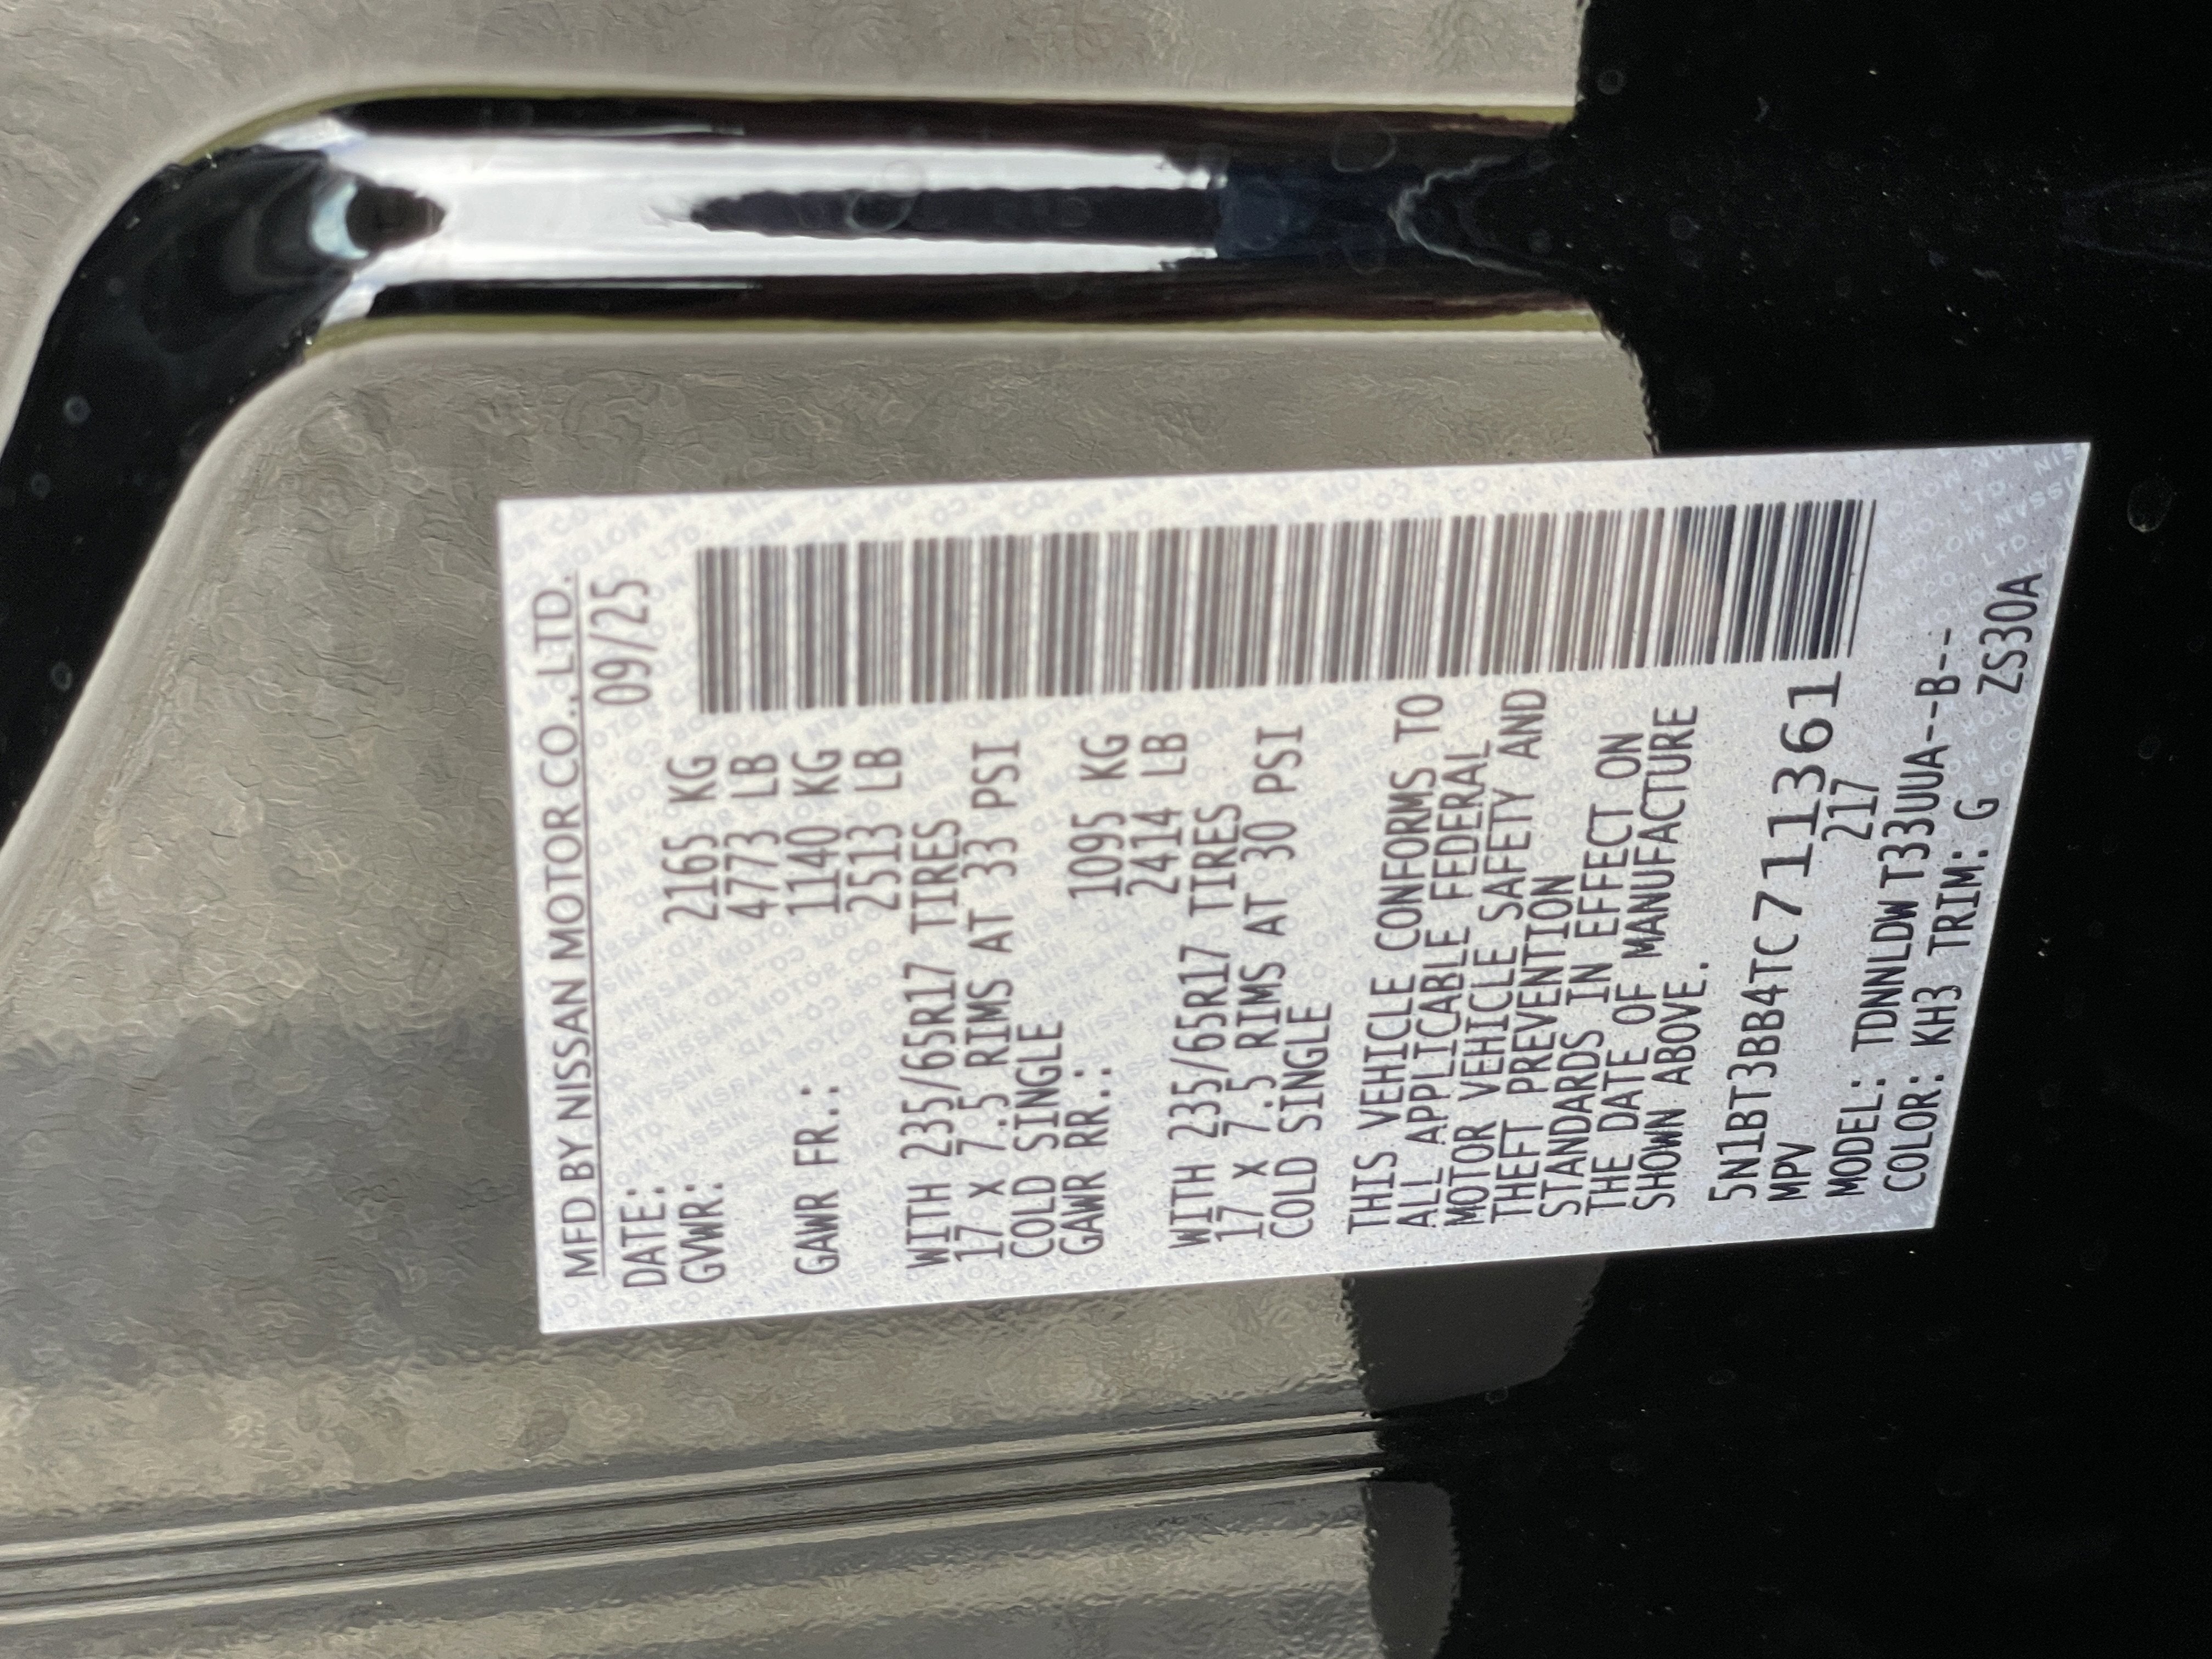 MFD BY NISSAN MOTOR CO., LTD.
DATE: 09/25
GVWR: 2165 KG
4773 LB
GAWR FR.: 1140 KG
2513 LB
WITH 235/65R17 TIRES
17 X 7.5 RIMS AT 33 PSI
COLD SINGLE
GAWR RR.: 1095 KG
2414 LB
WITH 235/65R17 TIRES
17 X 7.5 RIMS AT 30 PSI
COLD SINGLE
THIS VEHICLE CONFORMS TO
ALL APPLICABLE FEDERAL
MOTOR VEHICLE SAFETY AND
THEFT PREVENTION
STANDARDS IN EFFECT ON
THE DATE OF MANUFACTURE
SHOWN ABOVE.
5N1BT3BB4TC711361
MPV 217
MODEL: TDNNLDWT33UUA--B--
COLOR: KH3 TRIM: G ZS30A